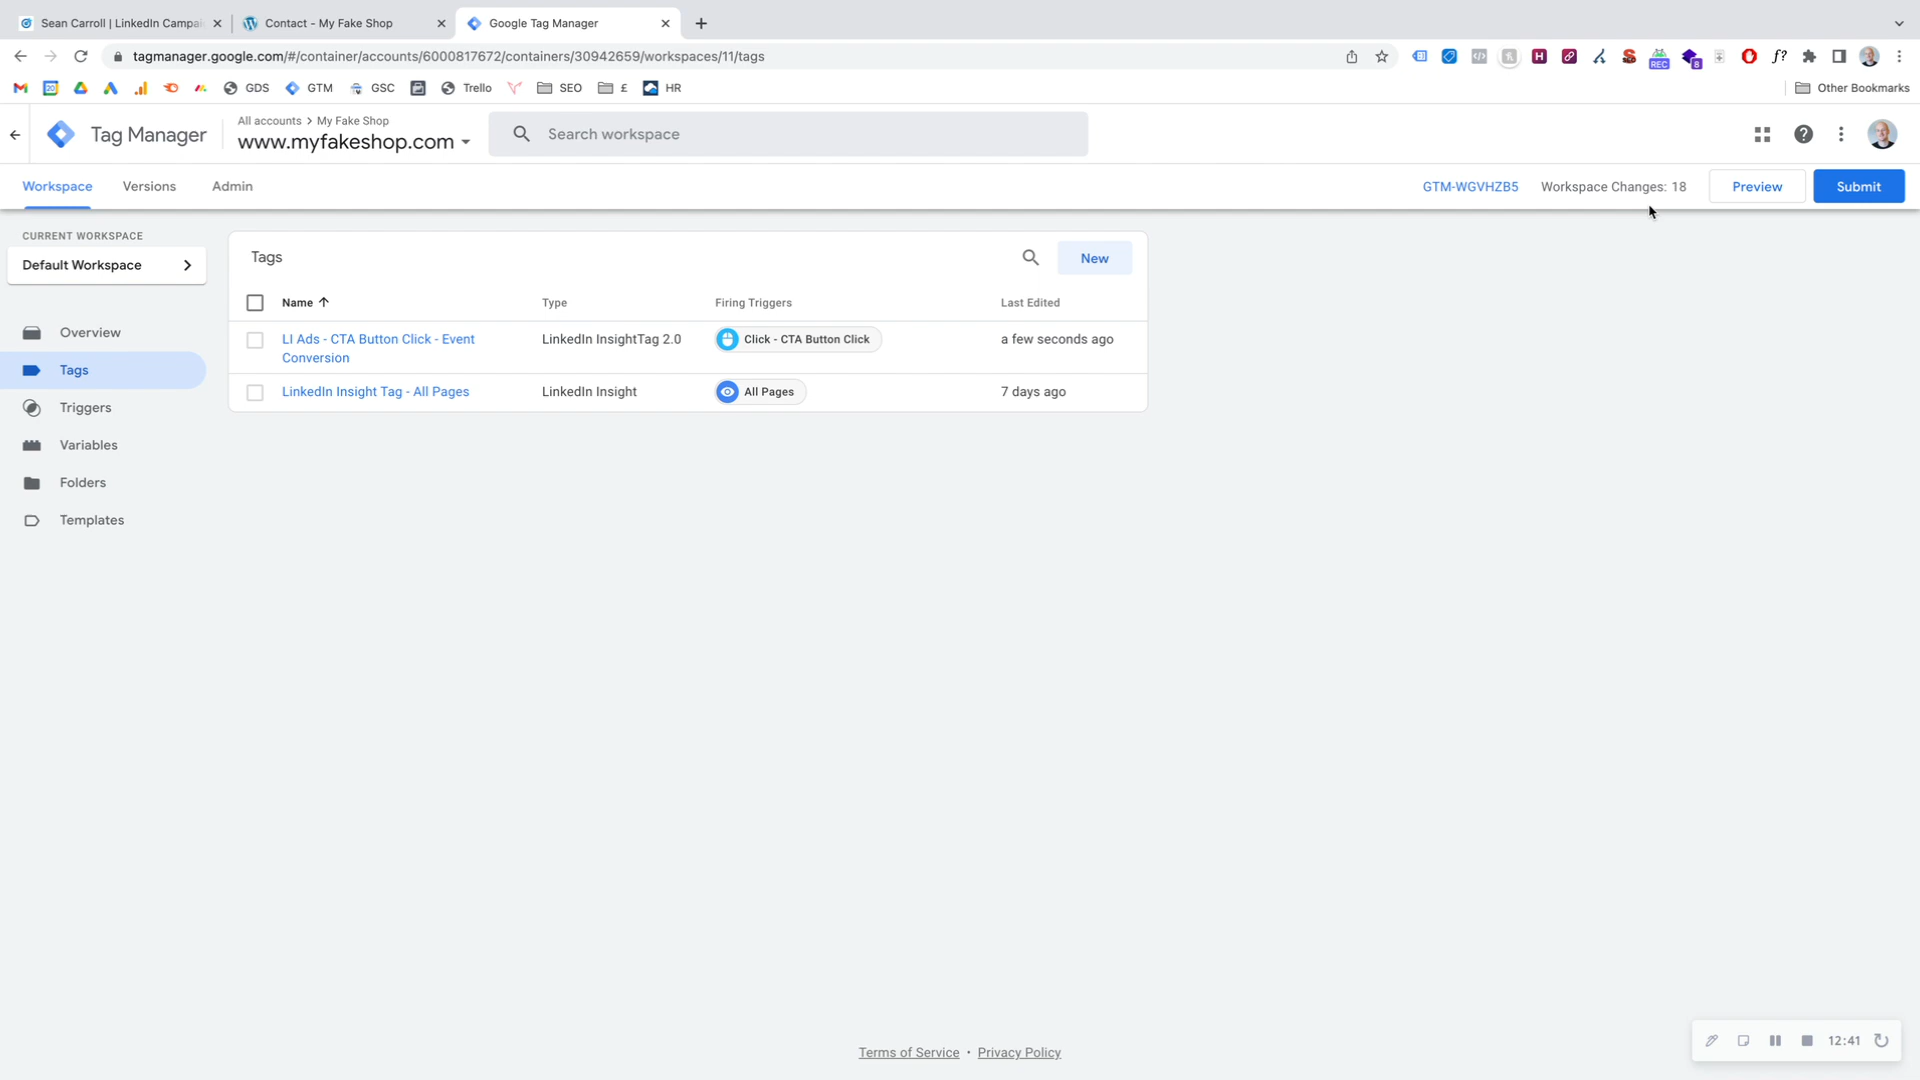 Sean Carroll | LinkedIn Campai
Contact - My Fake Shop
Google Tag Manager
tagmanager.google.com/#/container/accounts/6000817672/containers/30942659/workspaces/11/tags
GDS
GTM
GSC
Trello
SEO
£
HR
Other Bookmarks
Tag Manager
All accounts > My Fake Shop
www.myfakeshop.com
Search workspace
Workspace
Versions
Admin
GTM-WGVHZB5
Workspace Changes: 18
Preview
Submit
CURRENT WORKSPACE
Default Workspace
Overview
Tags
Triggers
Variables
Folders
Templates
Tags
New
Name
Type
Firing Triggers
Last Edited
LI Ads - CTA Button Click - Event
Conversion
LinkedIn InsightTag 2.0
Click - CTA Button Click
a few seconds ago
LinkedIn Insight Tag - All Pages
LinkedIn Insight
All Pages
7 days ago
Terms of Service • Privacy Policy
12:41